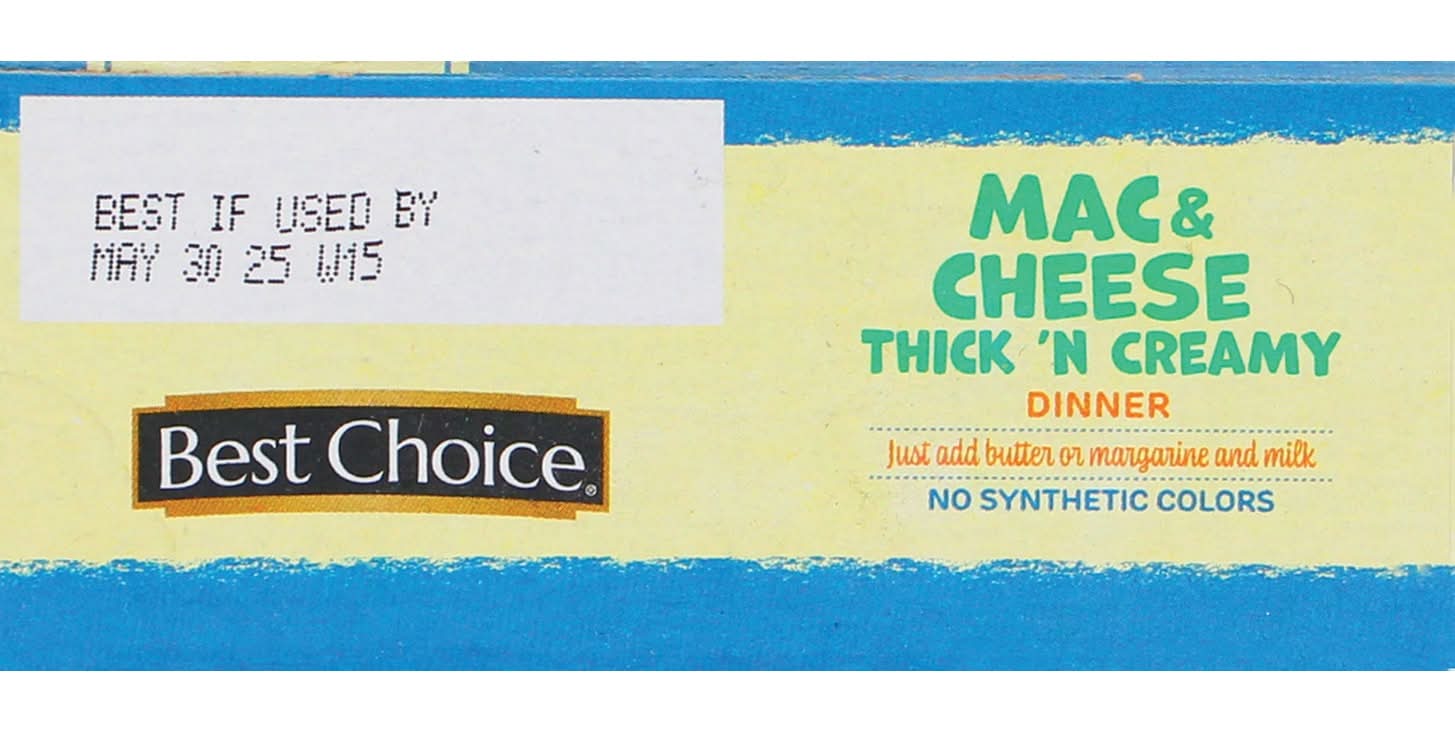 BEST IF USED BY
MAY 30 25 W15
Best Choice®
MAC &
CHEESE
THICK 'N CREAMY
DINNER
Just add butter or margarine and milk
NO SYNTHETIC COLORS